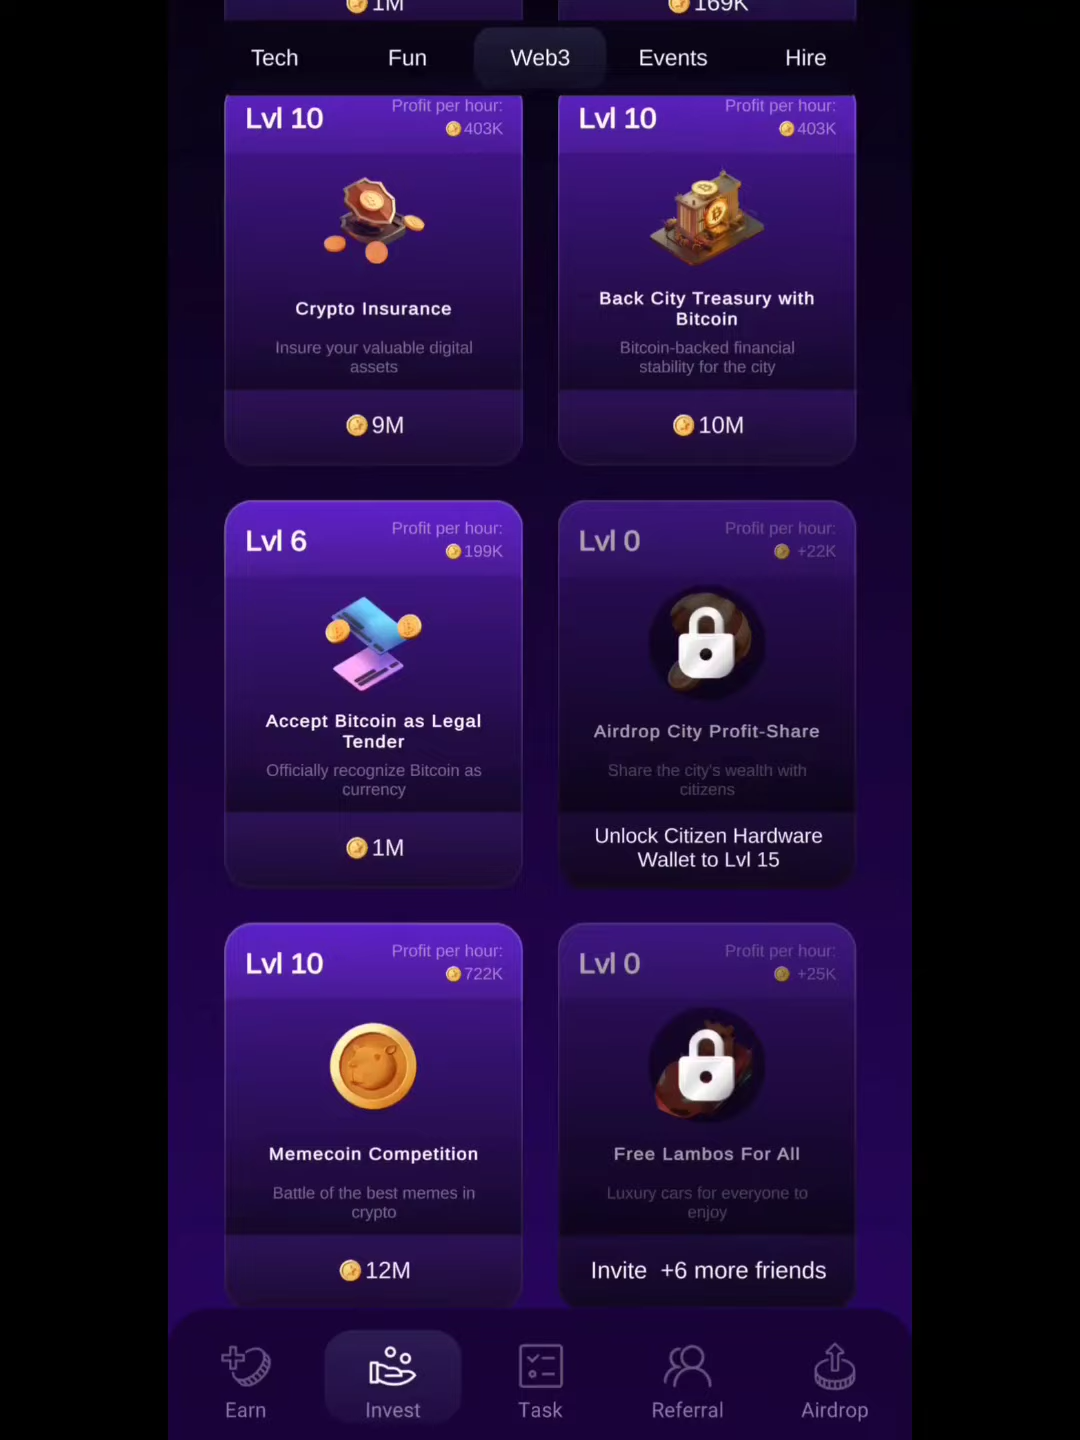 1M
169K
Tech
Fun
Web3
Events
Hire
Lvl 10
Profit per hour:
403K
Crypto Insurance
Insure your valuable digital
assets
9M
Lvl 10
Profit per hour:
403K
Back City Treasury with
Bitcoin
Bitcoin-backed financial
stability for the city
10M
Lvl 6
Profit per hour:
199K
Accept Bitcoin as Legal
Tender
Officially recognize Bitcoin as
currency
1M
Lvl 0
Profit per hour:
+22K
Airdrop City Profit-Share
Share the city's wealth with
citizens
Unlock Citizen Hardware
Wallet to Lvl 15
Lvl 10
Profit per hour:
722K
Memecoin Competition
Battle of the best memes in
crypto
12M
Lvl 0
Profit per hour:
+25K
Free Lambos For All
Luxury cars for everyone to
enjoy
Invite +6 more friends
Earn
Invest
Task
Referral
Airdrop